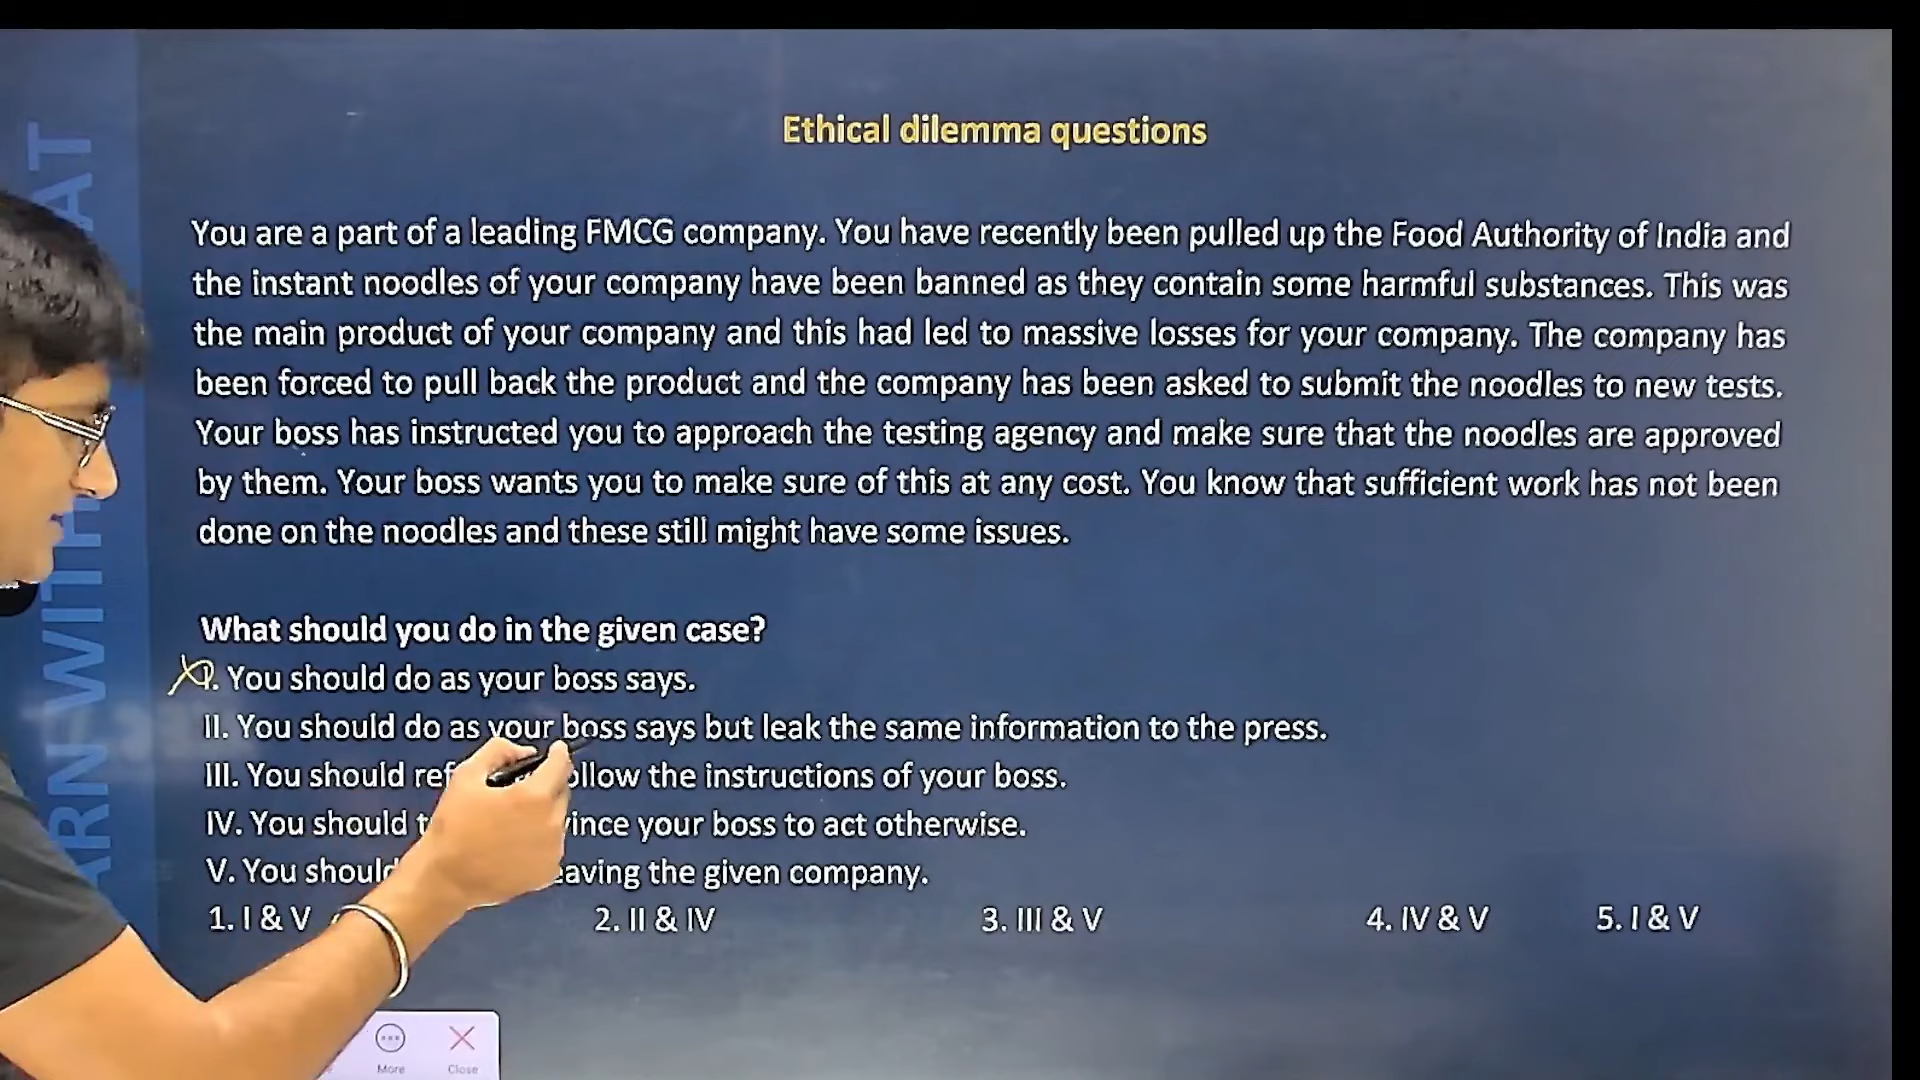 Ethical dilemma questions
You are a part of a leading FMCG company. You have recently been pulled up the Food Authority of India and
the instant noodles of your company have been banned as they contain some harmful substances. This was
the main product of your company and this had led to massive losses for your company. The company has
been forced to pull back the product and the company has been asked to submit the noodles to new tests.
Your boss has instructed you to approach the testing agency and make sure that the noodles are approved
by them. Your boss wants you to make sure of this at any cost. You know that sufficient work has not been
done on the noodles and these still might have some issues.
What should you do in the given case?
I. You should do as your boss says.
II. You should do as your boss says but leak the same information to the press.
III. You should the instructions of your boss.
IV. You should your boss to act otherwise.
V. the given company.
1. I & V 2. II & IV 3. III & V 4. IV & V 5. I & V
More Close